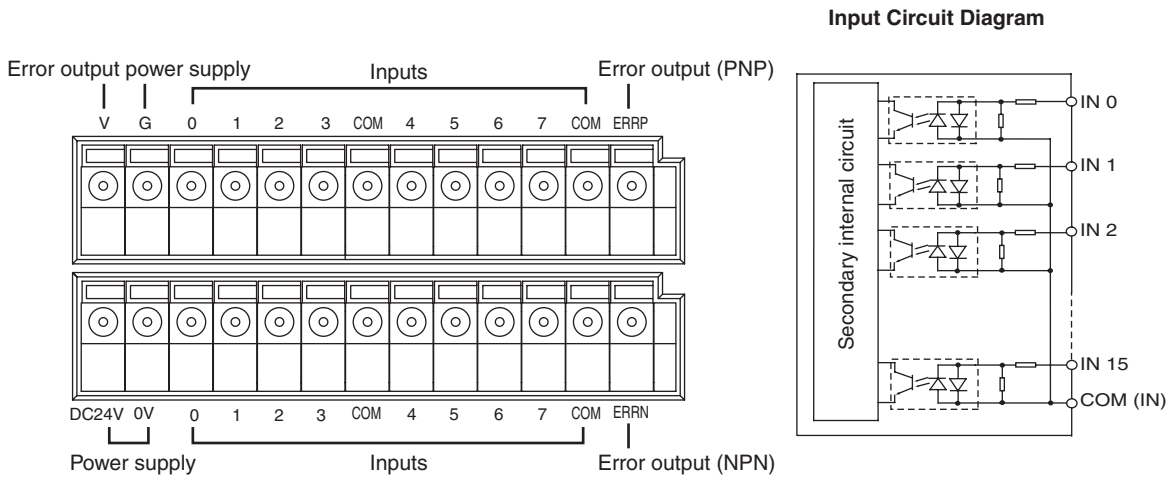 Input Circuit Diagram
Error output power supply
Inputs
Error output (PNP)
V G 0 1 2 3 COM 4 5 6 7 COM ERRP
DC24V 0V 0 1 2 3 COM 4 5 6 7 COM ERRN
Power supply
Inputs
Error output (NPN)
Secondary internal circuit
IN 0
IN 1
IN 2
IN 15
COM (IN)